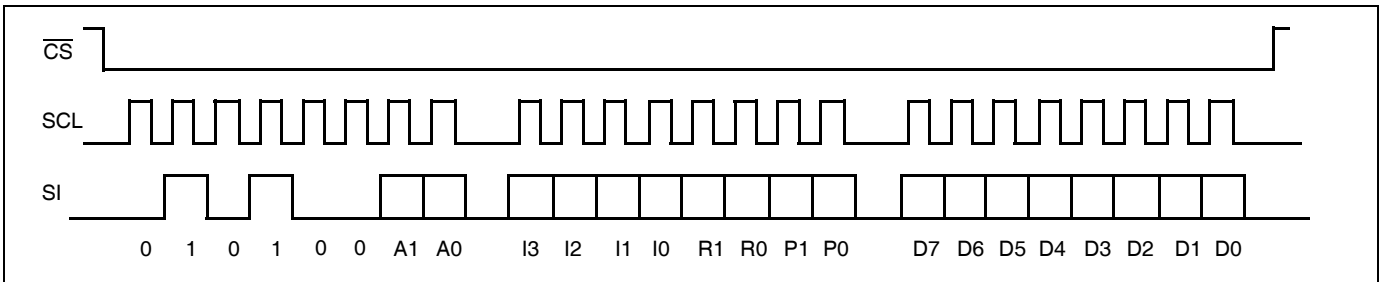 CS
SCL
SI
0 1 0 1 0 0 A1 A0 I3 I2 I1 I0 R1 R0 P1 P0 D7 D6 D5 D4 D3 D2 D1 D0